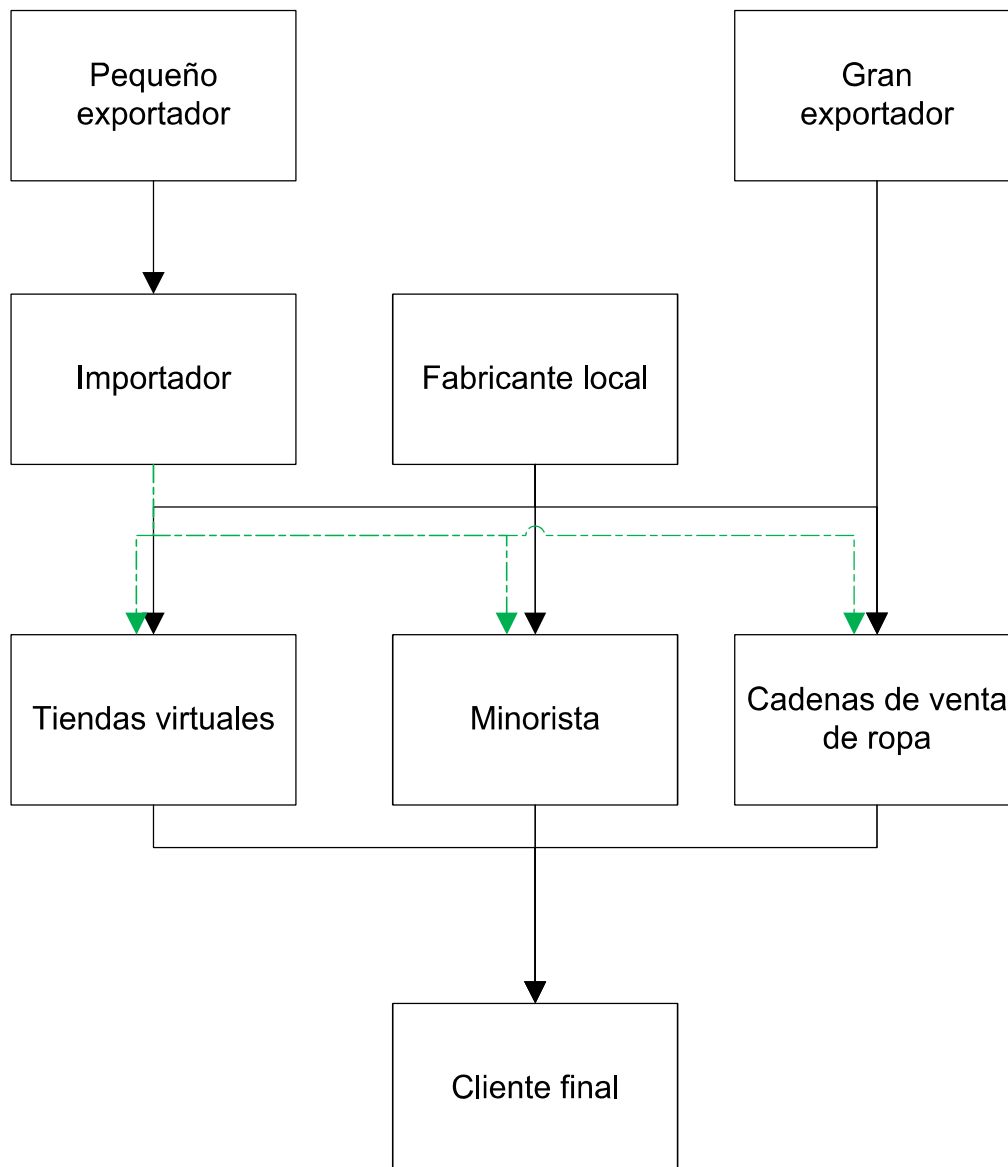 Pequeño
exportador
Gran
exportador
Importador
Fabricante local
Tiendas virtuales
Minorista
Cadenas de venta
de ropa
Cliente final